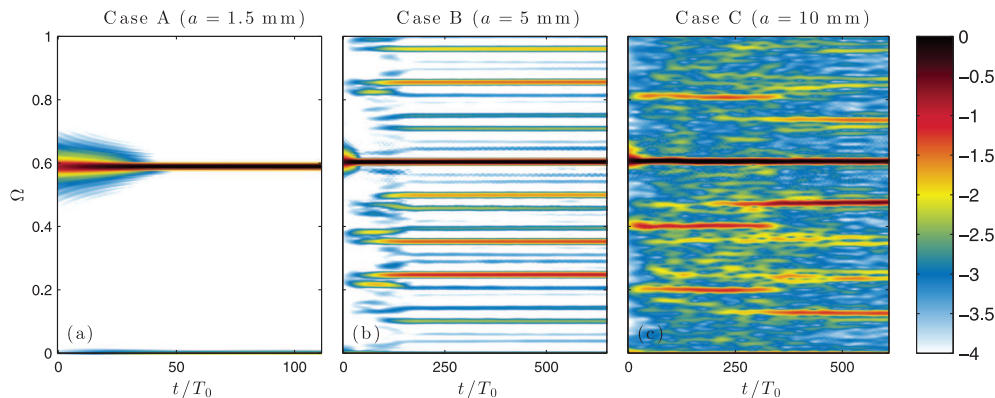 Case A (a = 1.5 mm)
Case B (a = 5 mm)
Case C (a = 10 mm)
Ω
1
0.8
0.6
0.4
0.2
0
(a)
(b)
(c)
0 50 100
0 250 500
0 250 500
t/T₀
t/T₀
t/T₀
0
−0.5
−1
−1.5
−2
−2.5
−3
−3.5
−4